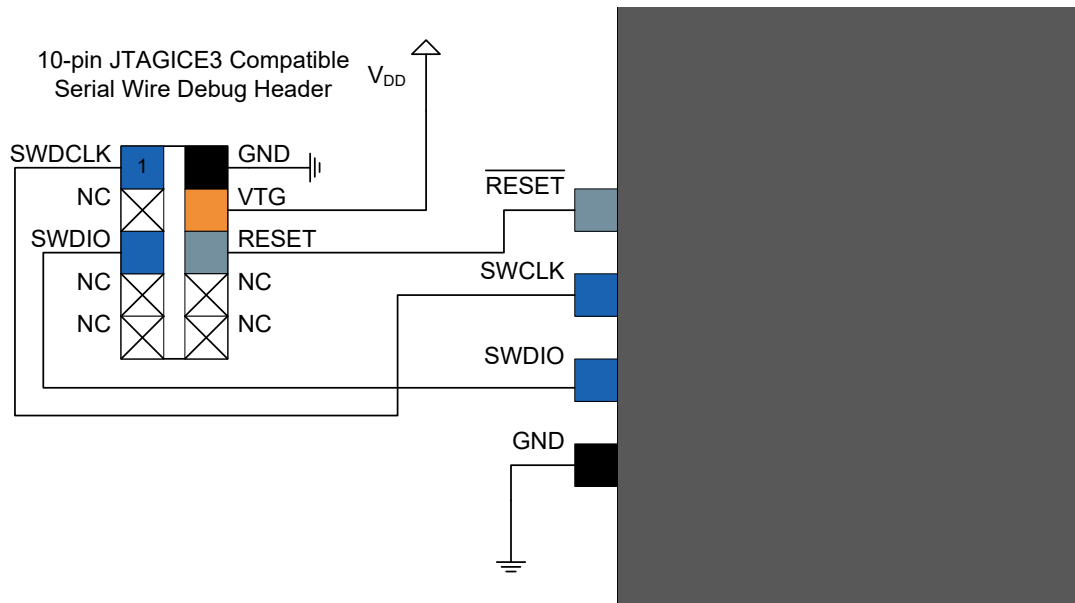 10-pin JTAGICE3 Compatible
Serial Wire Debug Header
VDD
SWDCLK
1
GND
NC
VTG
SWDIO
RESET
NC
NC
NC
NC
RESET
SWCLK
SWDIO
GND